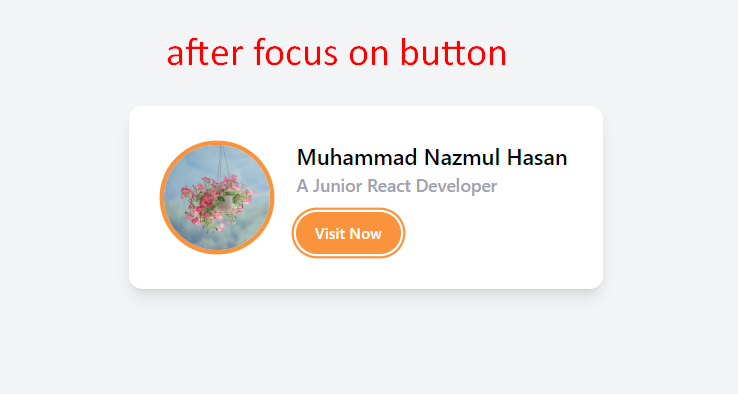 after focus on button
Muhammad Nazmul Hasan
A Junior React Developer
Visit Now